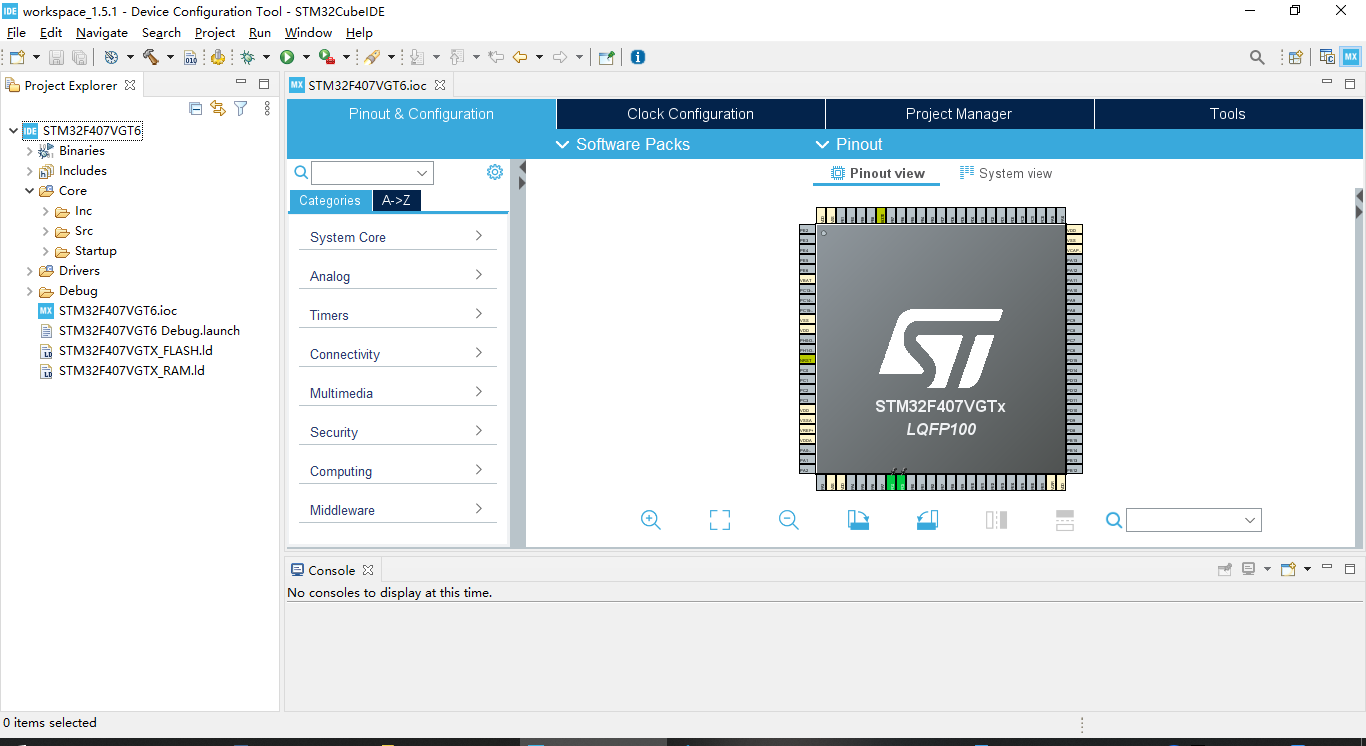 workspace_1.5.1 - Device Configuration Tool - STM32CubeIDE
File Edit Navigate Search Project Run Window Help
Project Explorer
STM32F407VGT6
Binaries
Includes
Core
Inc
Src
Startup
Drivers
Debug
STM32F407VGT6.ioc
STM32F407VGT6 Debug.launch
STM32F407VGTX_FLASH.ld
STM32F407VGTX_RAM.ld
STM32F407VGT6.ioc
Pinout & Configuration
Clock Configuration
Project Manager
Tools
Software Packs
Pinout
Pinout view
System view
Categories
A->Z
System Core
Analog
Timers
Connectivity
Multimedia
Security
Computing
Middleware
STM32F407VGTx
LQFP100
Console
No consoles to display at this time.
0 items selected